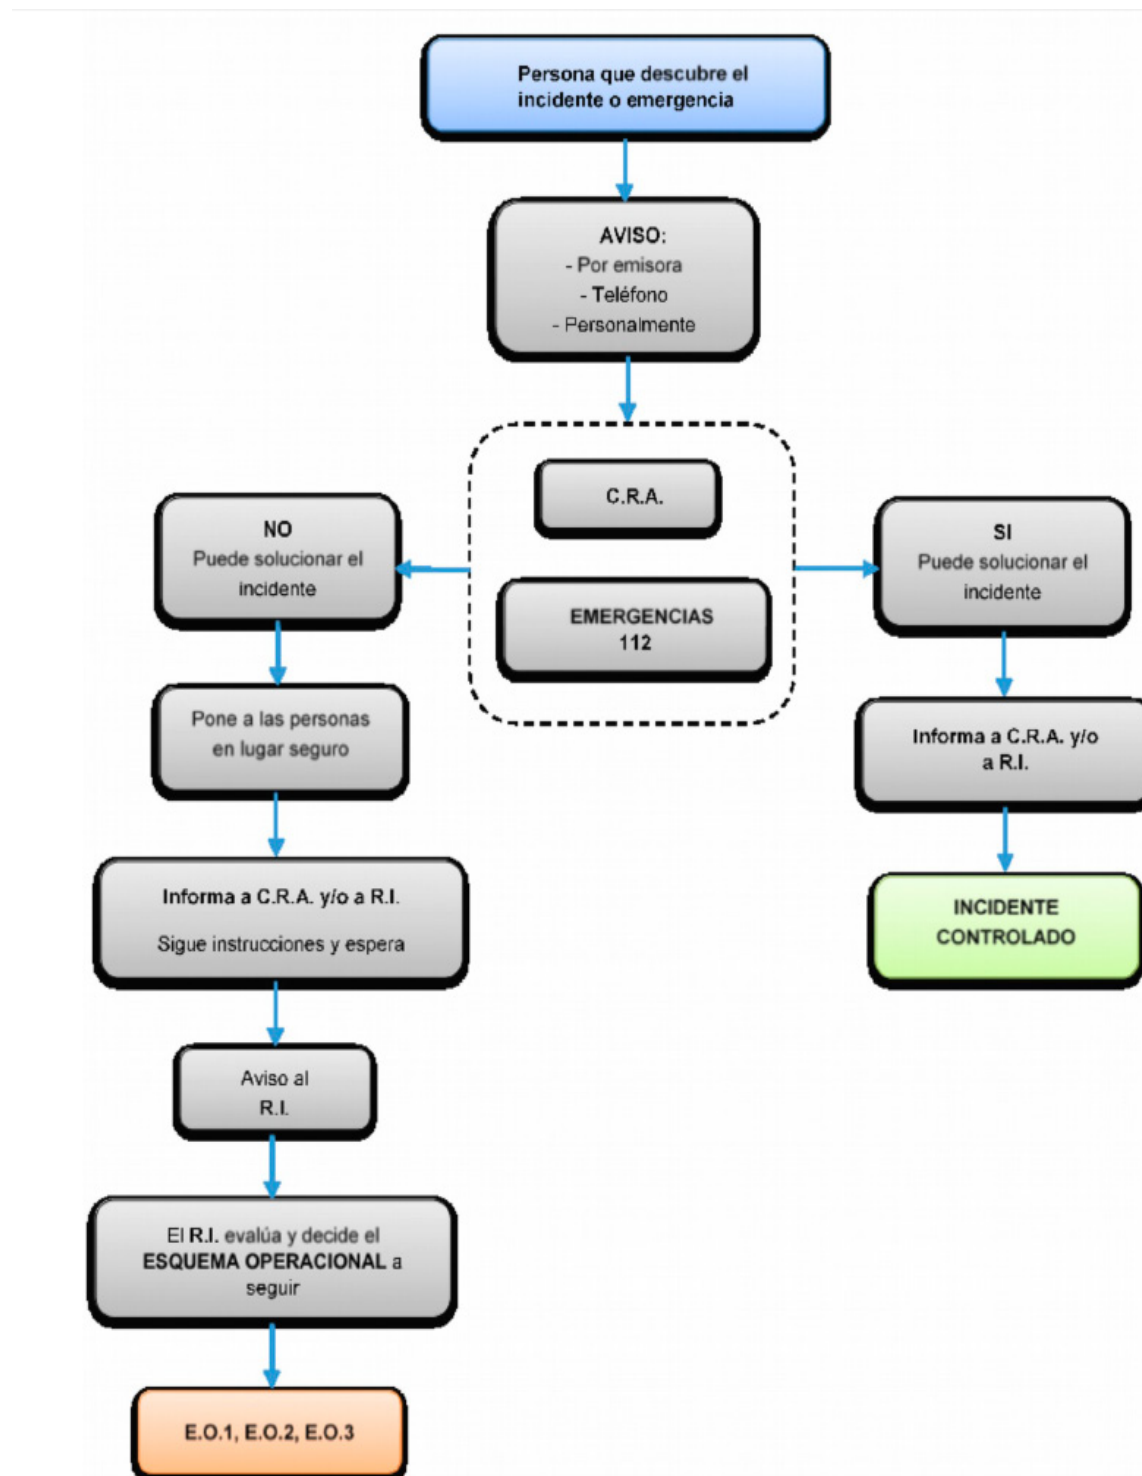 Persona que descubre el
incidente o emergencia
AVISO:
- Por emisora
- Teléfono
- Personalmente
C.R.A.
EMERGENCIAS
112
NO
Puede solucionar el
incidente
Pone a las personas
en lugar seguro
Informa a C.R.A. y/o a R.I.
Sigue instrucciones y espera
Aviso al
R.I.
El R.I. evalúa y decide el
ESQUEMA OPERACIONAL a
seguir
E.O.1, E.O.2, E.O.3
SI
Puede solucionar el
incidente
Informa a C.R.A. y/o
a R.I.
INCIDENTE
CONTROLADO